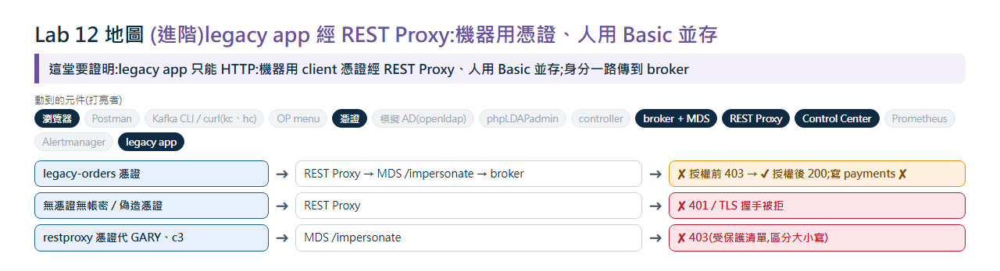 Lab 12 地圖 (進階)legacy app 經 REST Proxy:機器用憑證、人用 Basic 並存
這堂要證明:legacy app 只能 HTTP:機器用 client 憑證經 REST Proxy、人用 Basic 並存;身分一路傳到 broker
動到的元件(打亮者)
瀏覽器 Postman Kafka CLI / curl(kc、hc) OP menu 憑證 模擬 AD(openldap) phpLDAPadmin controller broker + MDS REST Proxy Control Center Prometheus
Alertmanager legacy app
legacy-orders 憑證 → REST Proxy → MDS /impersonate → broker → ✘ 授權前 403 → ✔ 授權後 200;寫 payments ✘
無憑證無帳密 / 偽造憑證 → REST Proxy → ✘ 401 / TLS 握手被拒
restproxy 憑證代 GARY、c3 → MDS /impersonate → ✘ 403(受保護清單,區分大小寫)